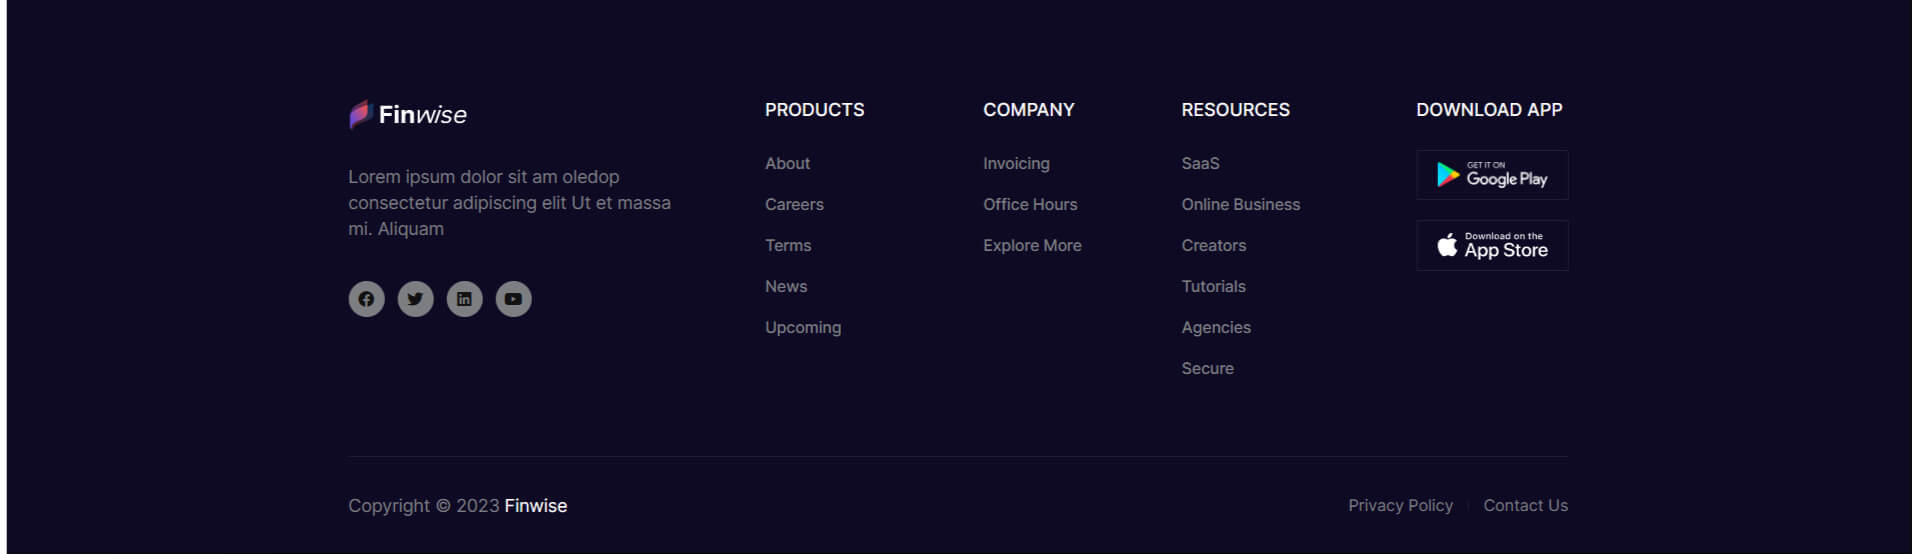 Finwise
Lorem ipsum dolor sit am oledop
consectetur adipiscing elit Ut et massa
mi. Aliquam
PRODUCTS
About
Careers
Terms
News
Upcoming
COMPANY
Invoicing
Office Hours
Explore More
RESOURCES
SaaS
Online Business
Creators
Tutorials
Agencies
Secure
DOWNLOAD APP
GET IT ON
Google Play
Download on the
App Store
Copyright © 2023 Finwise
Privacy Policy
Contact Us